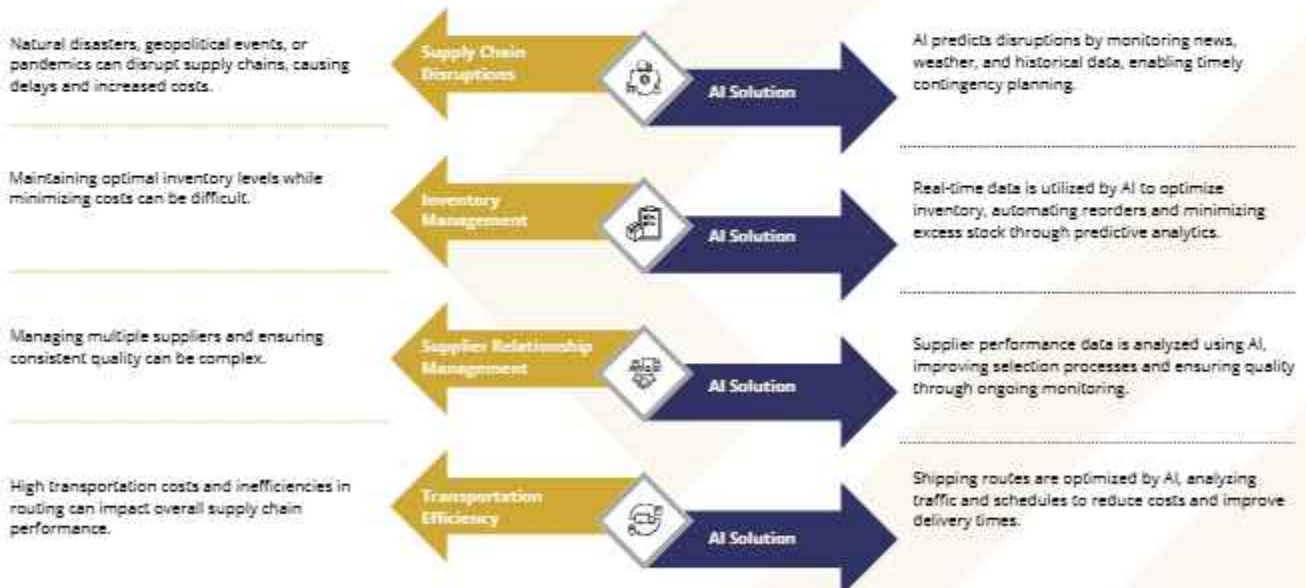 Natural disasters, geopolitical events, or
pandemics can disrupt supply chains, causing
delays and increased costs.
Supply Chain
Disruptions
AI Solution
AI predicts disruptions by monitoring news,
weather, and historical data, enabling timely
contingency planning.
Maintaining optimal inventory levels while
minimizing costs can be difficult.
Inventory
Management
AI Solution
Real-time data is utilized by AI to optimize
inventory, automating reorders and minimizing
excess stock through predictive analytics.
Managing multiple suppliers and ensuring
consistent quality can be complex.
Supplier Relationship
Management
AI Solution
Supplier performance data is analyzed using AI,
improving selection processes and ensuring quality
through ongoing monitoring.
High transportation costs and inefficiencies in
routing can impact overall supply chain
performance.
Transportation
Efficiency
AI Solution
Shipping routes are optimized by AI, analyzing
traffic and schedules to reduce costs and improve
delivery times.